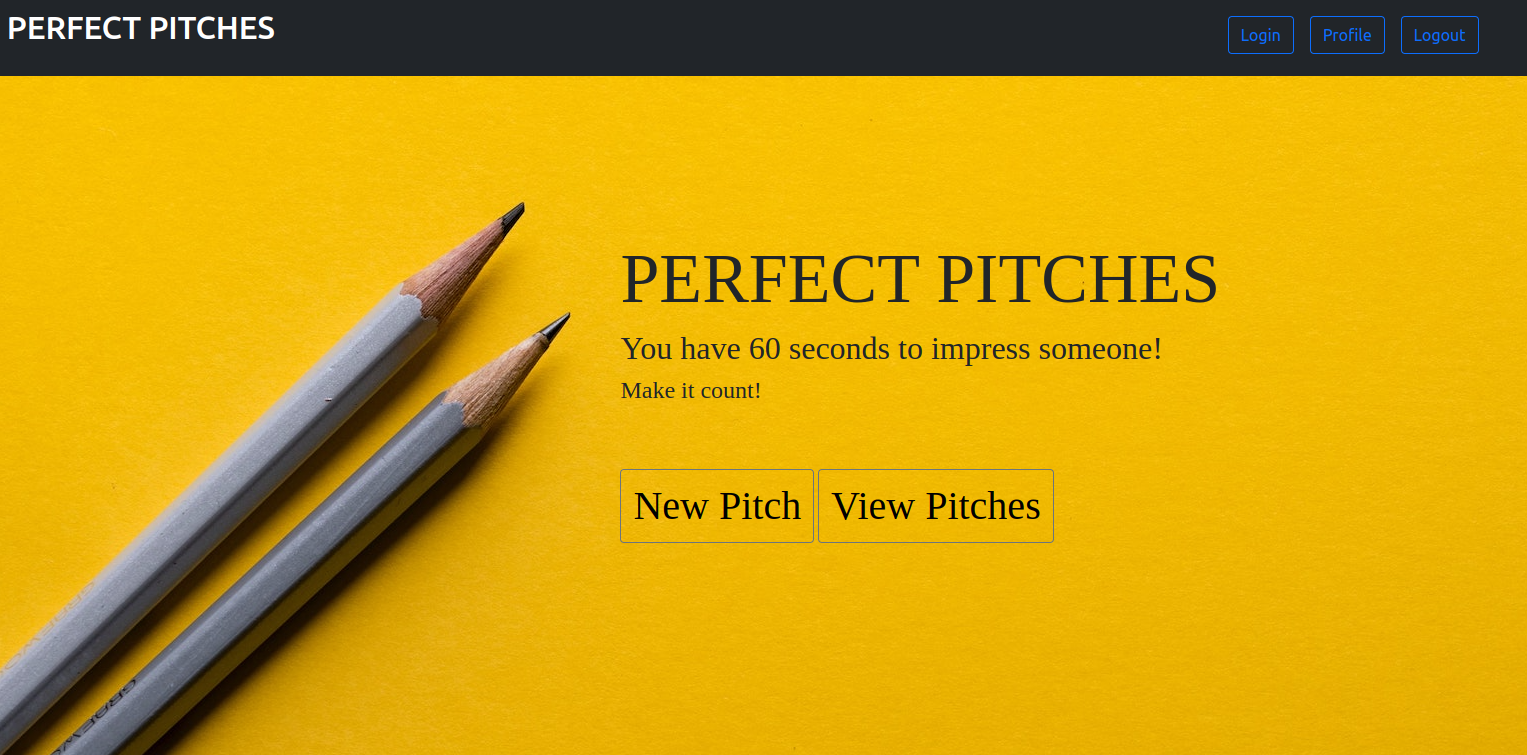 PERFECT PITCHES
Login Profile Logout
PERFECT PITCHES
You have 60 seconds to impress someone!
Make it count!
New Pitch View Pitches